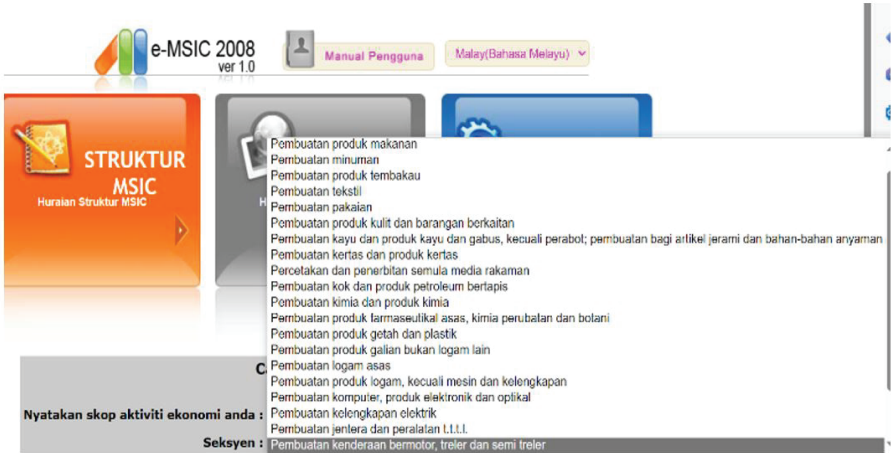 e-MSIC 2008
ver 1.0
Manual Pengguna
Malay(Bahasa Melayu)
STRUKTUR
MSIC
Huraian Struktur MSIC
H
Pembuatan produk makanan
Pembuatan minuman
Pembuatan produk tembakau
Pembuatan tekstil
Pembuatan pakaian
Pembuatan produk kulit dan barangan berkaitan
Pembuatan kayu dan produk kayu dan gabus, kecuali perabot; pembuatan bagi artikel jerami dan bahan-bahan anyaman
Pembuatan kertas dan produk kertas
Percetakan dan penerbitan semula media rakaman
Pembuatan kok dan produk petroleum bertapis
Pembuatan kimia dan produk kimia
Pembuatan produk farmaseutikal asas, kimia perubatan dan botani
Pembuatan produk getah dan plastik
Pembuatan produk galian bukan logam lain
Pembuatan logam asas
Pembuatan produk logam, kecuali mesin dan kelengkapan
Pembuatan komputer, produk elektronik dan optikal
Pembuatan kelengkapan elektrik
Pembuatan jentera dan peralatan t.t.t.l.
Pembuatan kenderaan bermotor, treler dan semi treler
Nyatakan skop aktiviti ekonomi anda :
Seksyen :